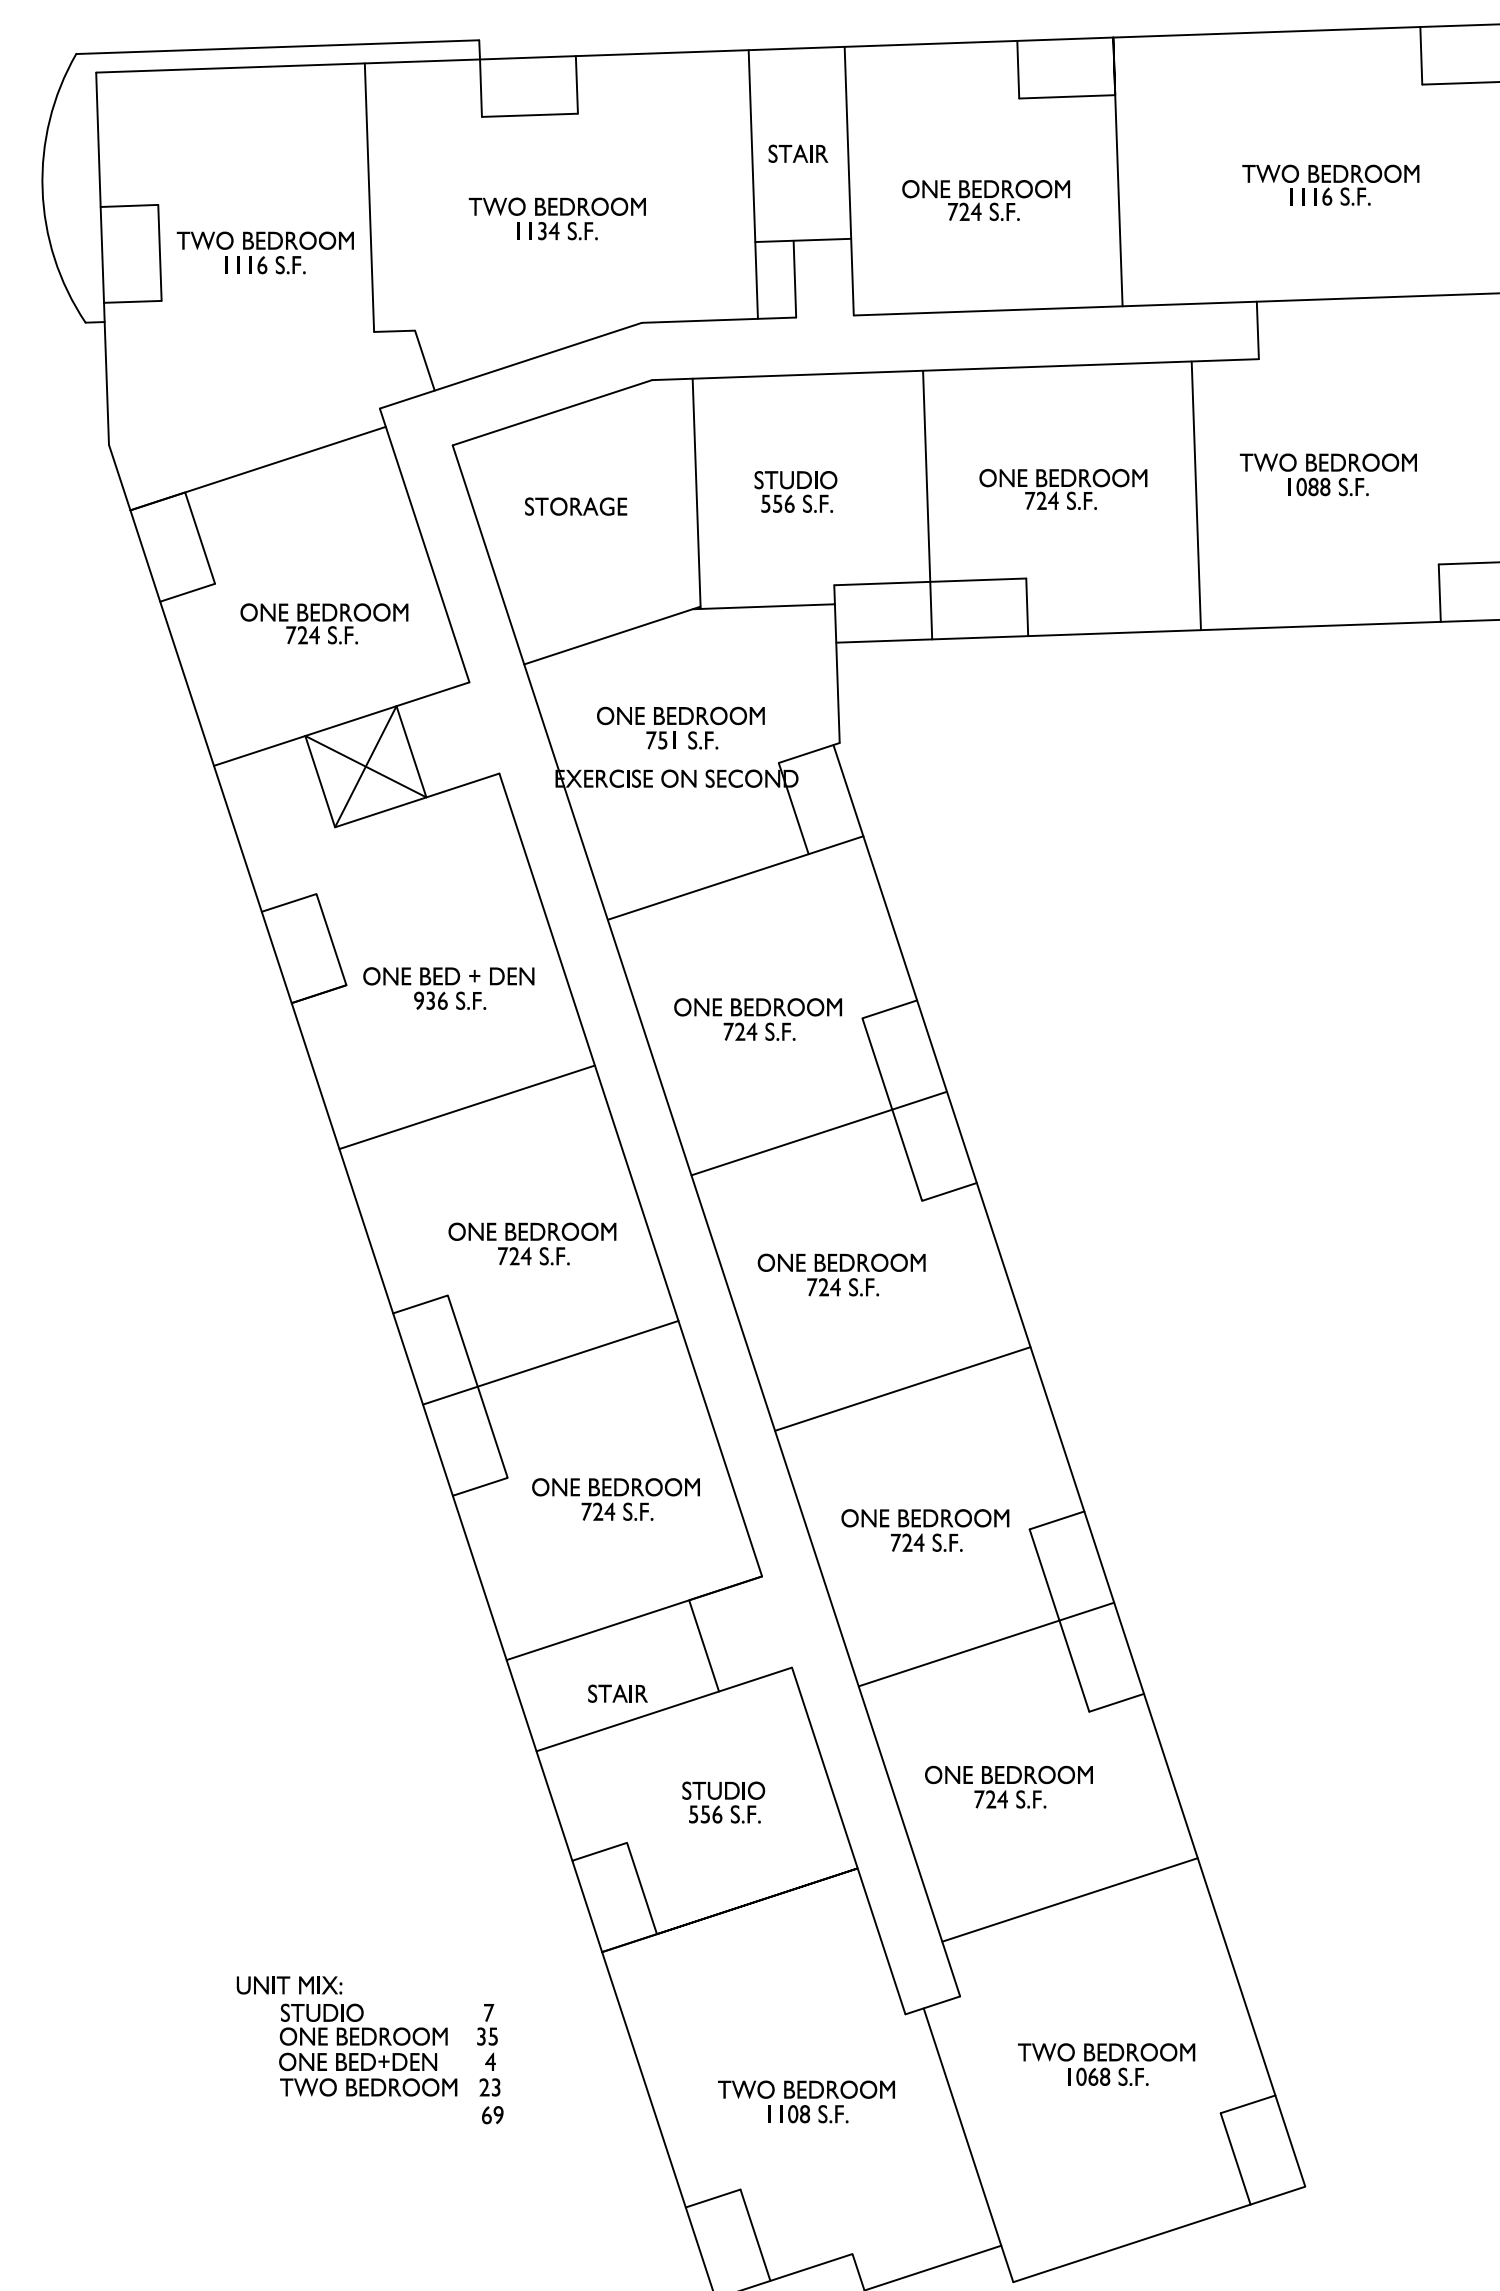 STAIR
TWO BEDROOM
1116 S.F.
ONE BEDROOM
724 S.F.
TWO BEDROOM
1134 S.F.
TWO BEDROOM
1116 S.F.
TWO BEDROOM
1088 S.F.
ONE BEDROOM
724 S.F.
STUDIO
556 S.F.
STORAGE
ONE BEDROOM
724 S.F.
ONE BEDROOM
751 S.F.
EXERCISE ON SECOND
ONE BED + DEN
936 S.F.
ONE BEDROOM
724 S.F.
ONE BEDROOM
724 S.F.
ONE BEDROOM
724 S.F.
ONE BEDROOM
724 S.F.
ONE BEDROOM
724 S.F.
STAIR
ONE BEDROOM
724 S.F.
STUDIO
556 S.F.
UNIT MIX:
STUDIO 7
ONE BEDROOM 35
ONE BED+DEN 4
TWO BEDROOM 23
69
TWO BEDROOM
1068 S.F.
TWO BEDROOM
1108 S.F.